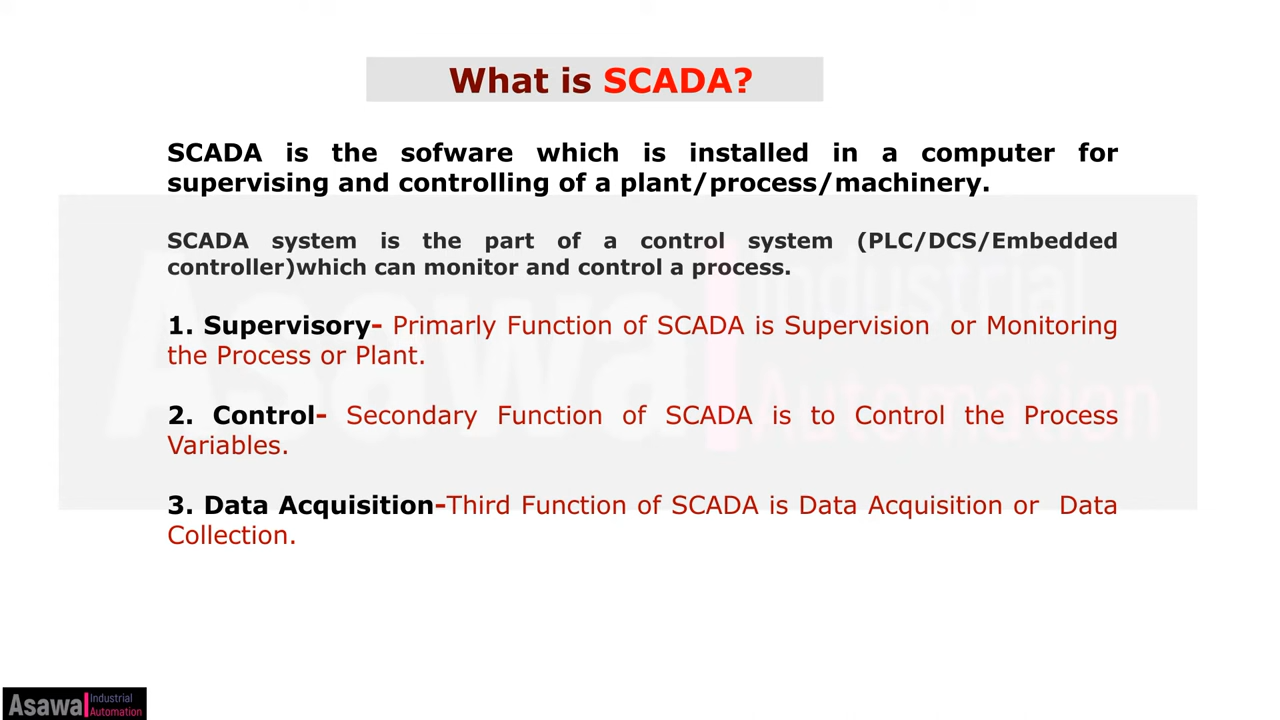 What is SCADA?
SCADA is the sofware which is installed in a computer for
supervising and controlling of a plant/process/machinery.
SCADA system is the part of a control system (PLC/DCS/Embedded
controller)which can monitor and control a process.
1. Supervisory- Primarly Function of SCADA is Supervision or Monitoring
the Process or Plant.
2. Control- Secondary Function of SCADA is to Control the Process
Variables.
3. Data Acquisition-Third Function of SCADA is Data Acquisition or Data
Collection.
Asawa Industrial Automation
Asawa Industrial
Automation